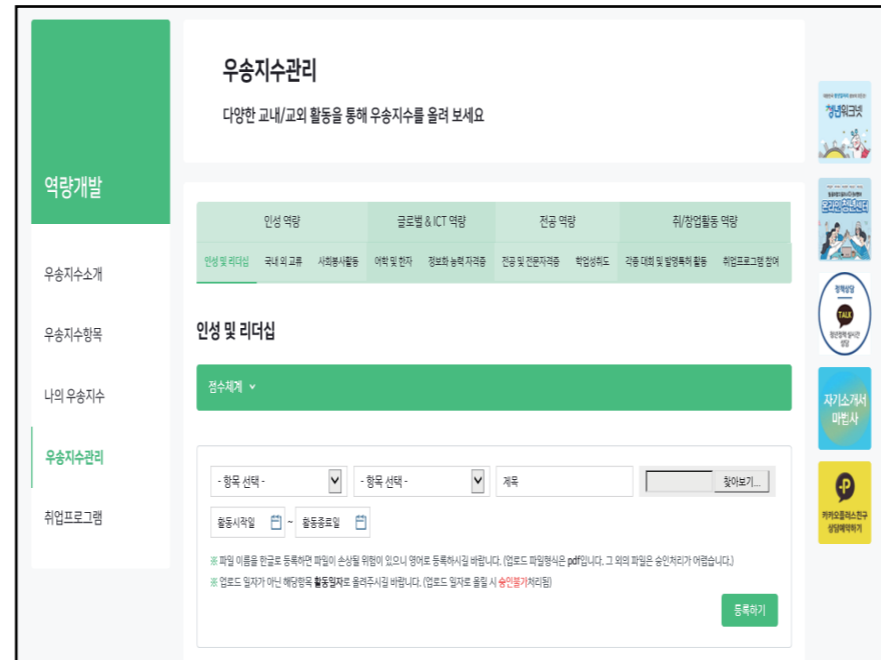 역량개발
우송지수소개
우송지수항목
나의 우송지수
우송지수관리
취업프로그램
우송지수관리
다양한 교내/교외 활동을 통해 우송지수를 올려 보세요
인성 역량 글로벌 & ICT 역량 전공 역량 취/창업활동 역량
인성 및 리더십 국내 외 교류 사회봉사활동 어학 및 한자 정보화 능력 자격증 전공 및 전문자격증 학업성취도 각종 대회 및 발명특허 활동 취업프로그램 참여
인성 및 리더십
점수체계
- 항목 선택 - - 항목 선택 - 제목 찾아보기...
활동시작일 ~ 활동종료일
※ 파일 이름을 한글로 등록하면 파일이 손상될 위험이 있으니 영어로 등록하시길 바랍니다. (업로드 파일형식은 pdf입니다. 그 외의 파일은 승인처리가 어렵습니다.)
※ 업로드 일자가 아닌 해당항목 활동일자로 올려주시길 바랍니다. (업로드 일자로 올릴 시 승인불가처리됨)
등록하기
청년워크넷
온라인청년센터
정책상담
TALK
청년정책 실시간
상담
자기소개서
마법사
카카오플러스친구
상담예약하기